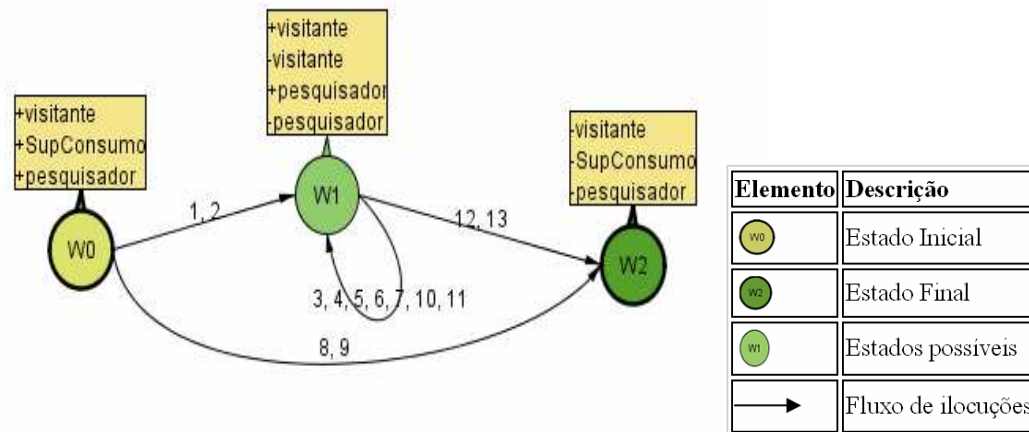 +visitante
-visitante
+pesquisador
-pesquisador
+visitante
+SupConsumo
+pesquisador
-visitante
-SupConsumo
-pesquisador
W0
W1
W2
1, 2
12, 13
3, 4, 5, 6, 7, 10, 11
8, 9
Elemento Descrição
W0 Estado Inicial
W2 Estado Final
W1 Estados possíveis
Fluxo de ilocuções